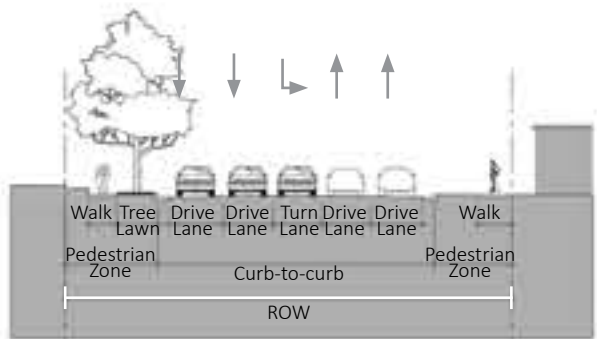 Walk Tree Drive Drive Turn Drive Drive Walk
Lawn Lane Lane Lane Lane Lane
Pedestrian Pedestrian
Zone Curb-to-curb Zone
ROW